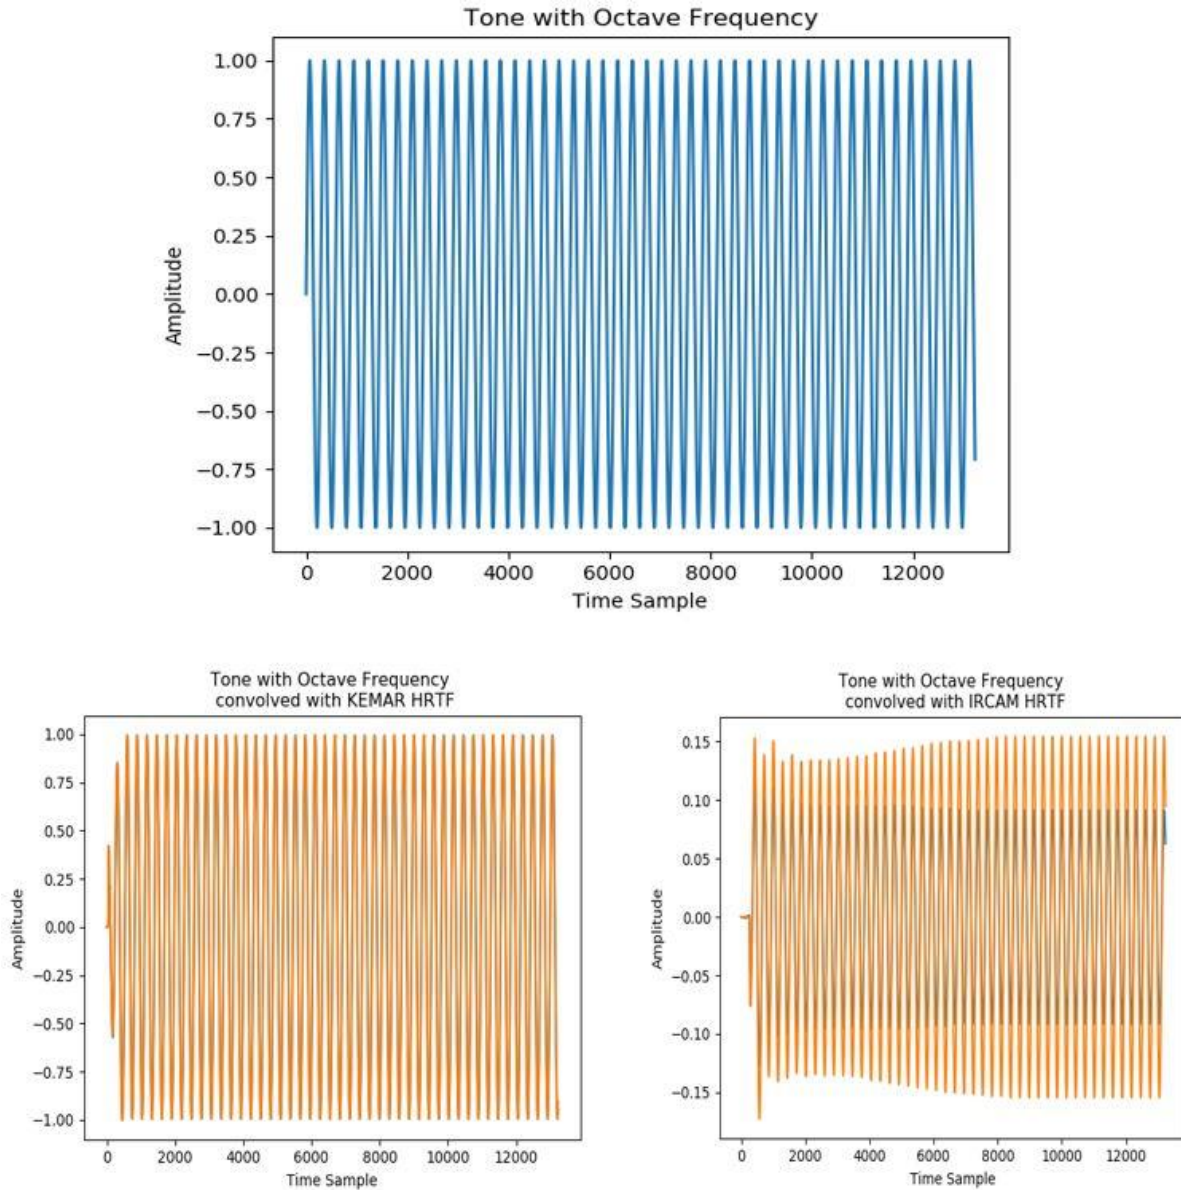 Tone with Octave Frequency
1.00
0.75
0.50
0.25
0.00
−0.25
−0.50
−0.75
−1.00
Amplitude
0 2000 4000 6000 8000 10000 12000
Time Sample
Tone with Octave Frequency
convolved with KEMAR HRTF
1.00
0.75
0.50
0.25
0.00
−0.25
−0.50
−0.75
−1.00
Amplitude
0 2000 4000 6000 8000 10000 12000
Time Sample
Tone with Octave Frequency
convolved with IRCAM HRTF
0.15
0.10
0.05
0.00
−0.05
−0.10
−0.15
Amplitude
0 2000 4000 6000 8000 10000 12000
Time Sample